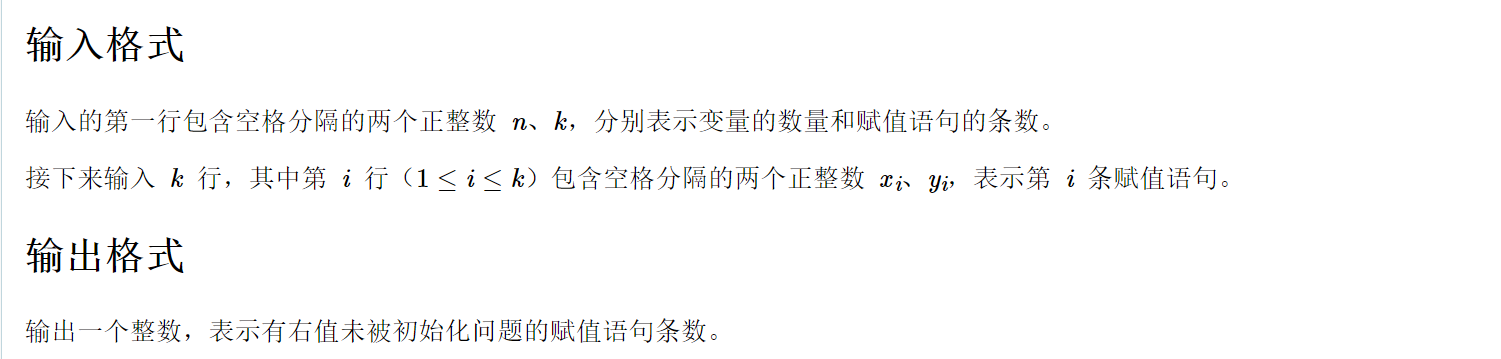 输入格式
输入的第一行包含空格分隔的两个正整数 n、k，分别表示变量的数量和赋值语句的条数。
接下来输入 k 行，其中第 i 行（1 ≤ i ≤ k）包含空格分隔的两个正整数 xᵢ、yᵢ，表示第 i 条赋值语句。
输出格式
输出一个整数，表示有右值未被初始化问题的赋值语句条数。